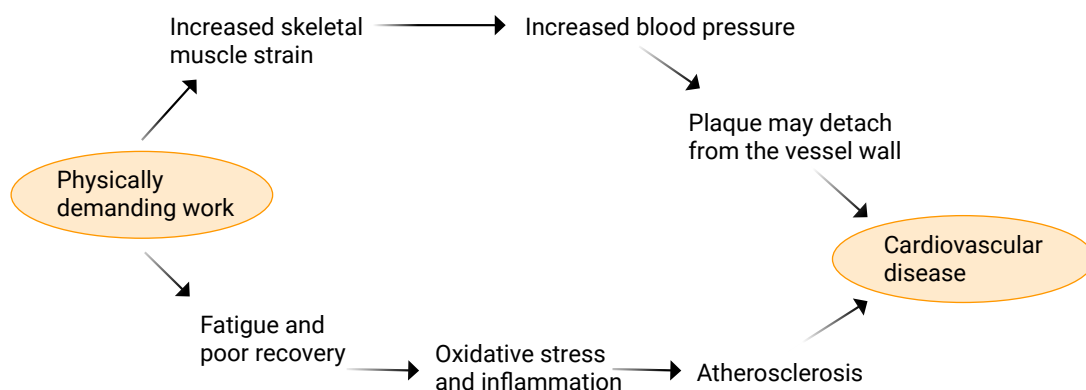 Increased skeletal
muscle strain
Increased blood pressure
Plaque may detach
from the vessel wall
Physically
demanding work
Cardiovascular
disease
Fatigue and
poor recovery
Oxidative stress
and inflammation
Atherosclerosis